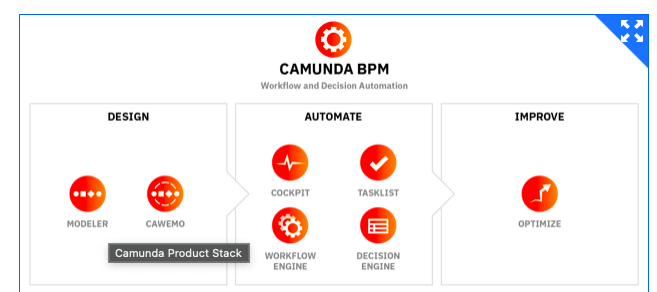 CAMUNDA BPM
Workflow and Decision Automation
DESIGN
AUTOMATE
IMPROVE
MODELER
CAWEMO
COCKPIT
TASKLIST
WORKFLOW
ENGINE
DECISION
ENGINE
OPTIMIZE
Camunda Product Stack